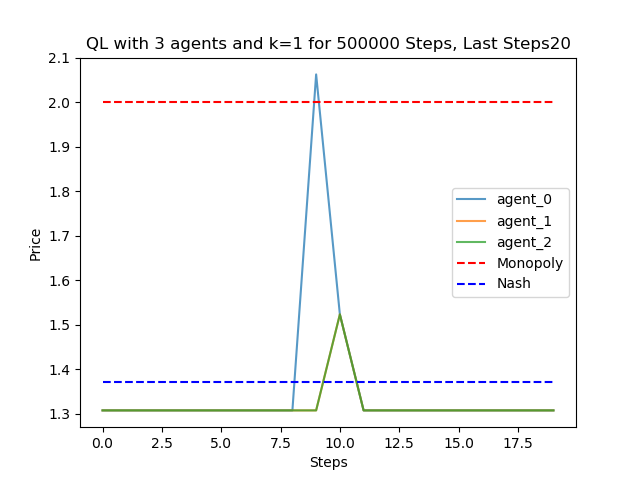 QL with 3 agents and k=1 for 500000 Steps, Last Steps20
2.1
2.0
1.9
1.8
1.7
1.6
1.5
1.4
1.3
Price
agent_0
agent_1
agent_2
Monopoly
Nash
0.0 2.5 5.0 7.5 10.0 12.5 15.0 17.5
Steps